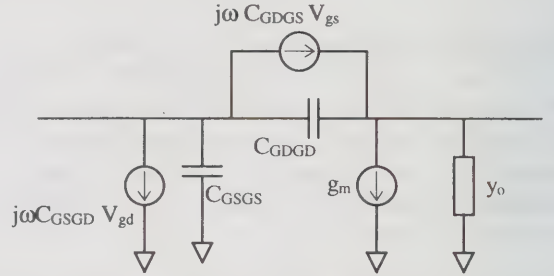 jω C_GDGS V_gs
C_GDGD
C_GSGS
g_m
y_o
jωC_GSGD V_gd